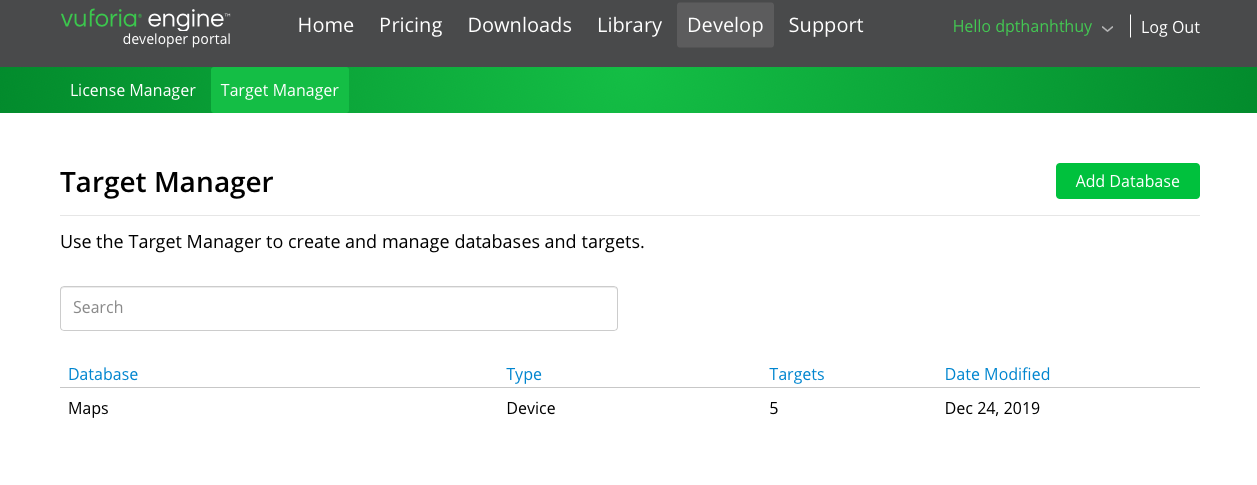 vuforia® engine™
developer portal
Home Pricing Downloads Library Develop Support
Hello dpthanhthuy Log Out
License Manager Target Manager
Target Manager
Add Database
Use the Target Manager to create and manage databases and targets.
Search
Database Type Targets Date Modified
Maps Device 5 Dec 24, 2019